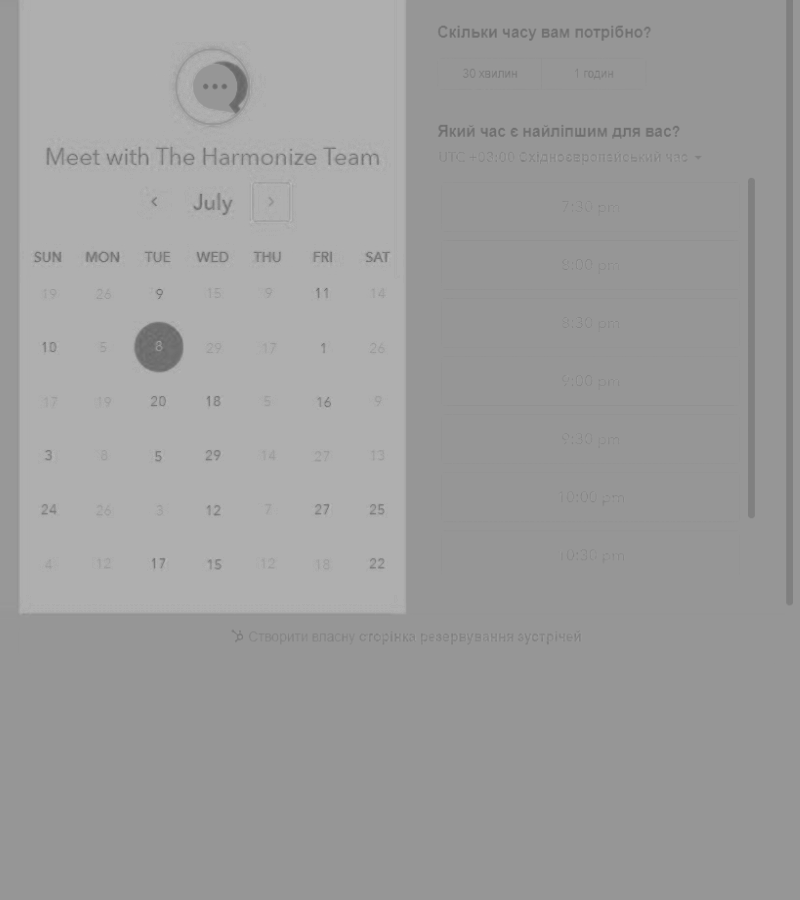 Meet with The Harmonize Team
July
SUN MON TUE WED THU FRI SAT
19 26 9 15 9 11 14
10 5 8 29 17 1 26
17 19 20 18 5 16 9
3 8 5 29 14 27 13
24 26 3 12 7 27 25
4 12 17 15 12 18 22
Скільки часу вам потрібно?
30 хвилин 1 годин
Який час є найліпшим для вас?
UTC +03:00 Східноєвропейський час
7:30 pm
8:00 pm
8:30 pm
9:00 pm
9:30 pm
10:00 pm
10:30 pm
Створити власну сторінка резервування зустрічей